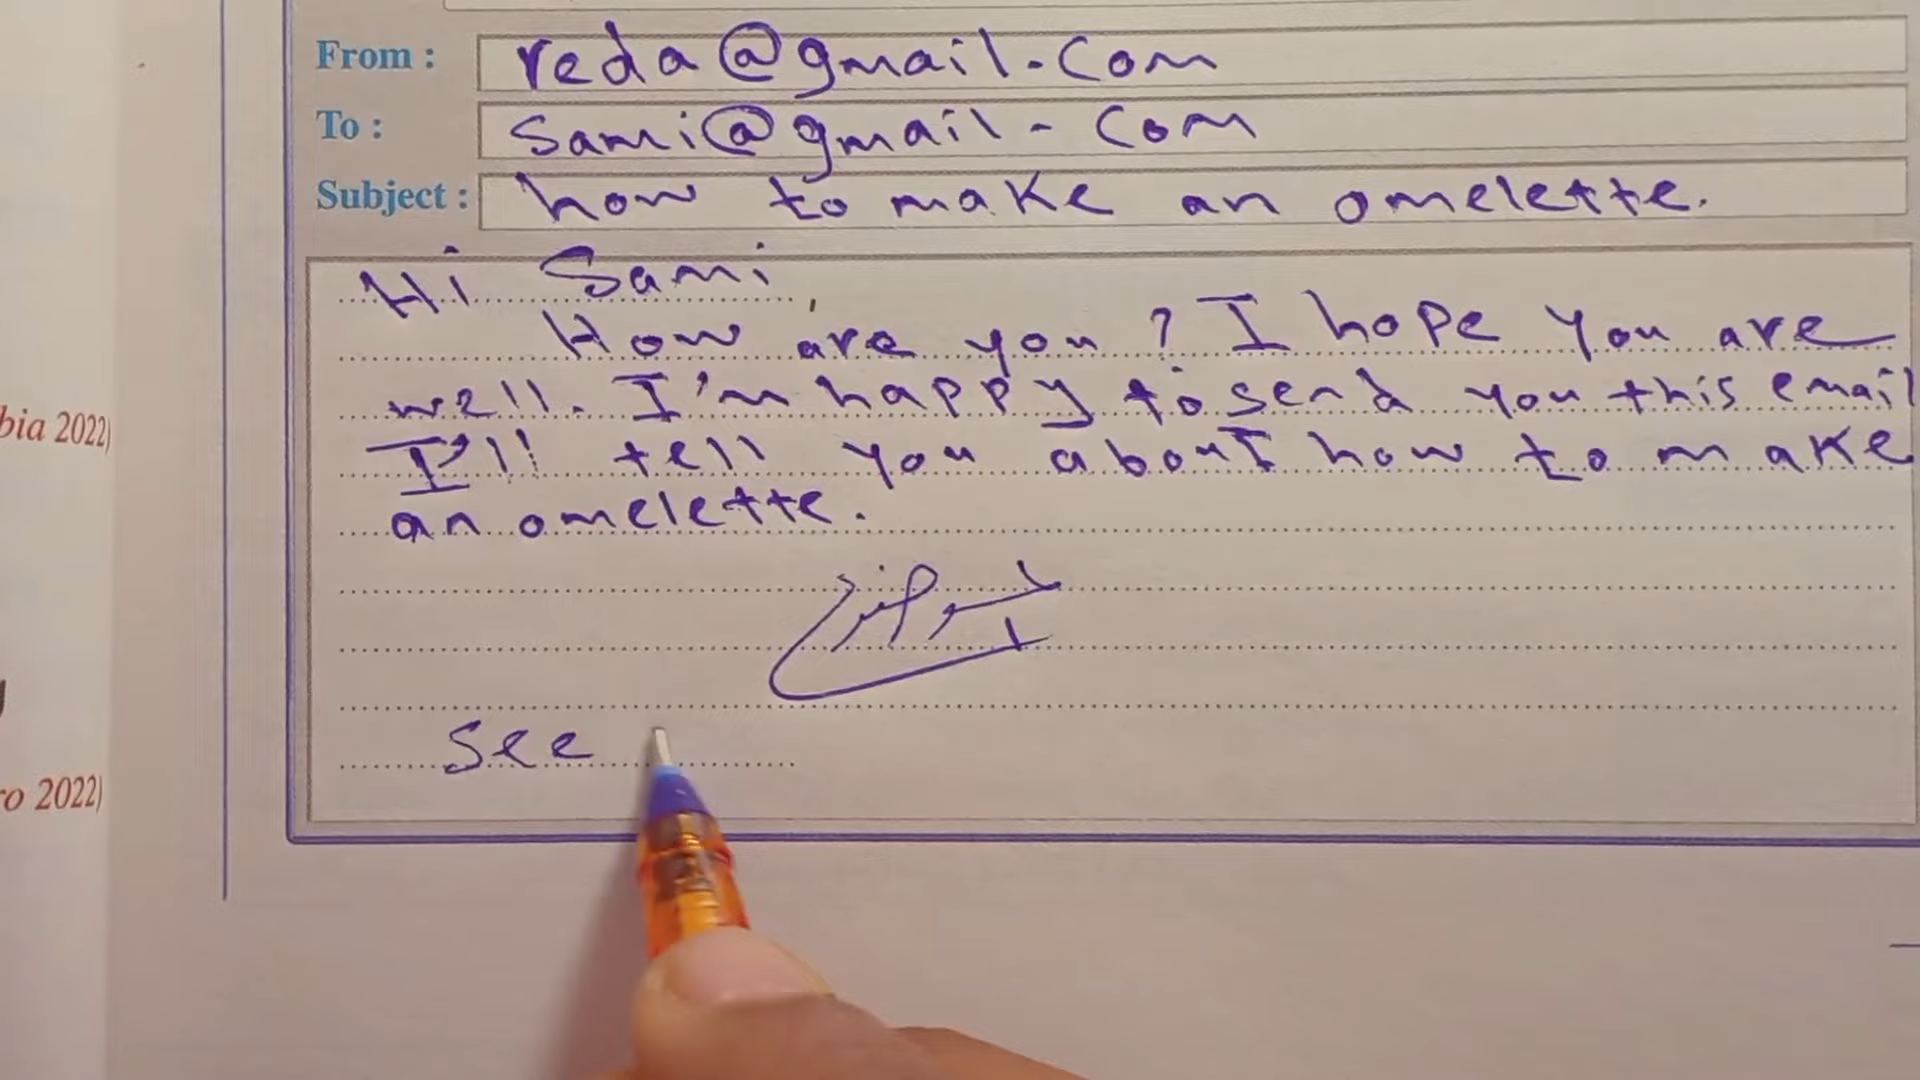 From : reda@gmail.com
To : Sami@gmail.com
Subject : how to make an omelette.
Hi Sami,
How are you? I hope you are
well. I'm happy to send you this email
I'll tell you about how to make
an omelette.
See
bia 2022)
ro 2022)